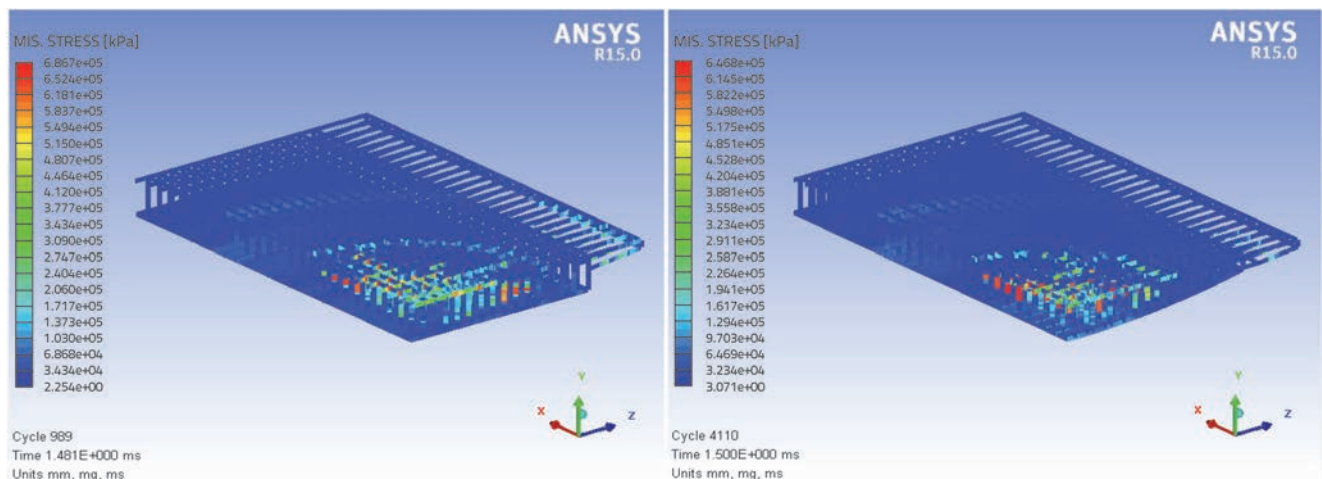 ANSYS
R15.0
MIS. STRESS [kPa]
6.867e+05
6.524e+05
6.181e+05
5.837e+05
5.494e+05
5.150e+05
4.807e+05
4.464e+05
4.120e+05
3.777e+05
3.434e+05
3.090e+05
2.747e+05
2.404e+05
2.060e+05
1.717e+05
1.373e+05
1.030e+05
6.868e+04
3.434e+04
2.254e+00
Y
X
Z
Cycle 989
Time 1.481E+000 ms
Units mm, mg, ms
ANSYS
R15.0
MIS. STRESS [kPa]
6.468e+05
6.145e+05
5.822e+05
5.498e+05
5.175e+05
4.851e+05
4.528e+05
4.204e+05
3.881e+05
3.558e+05
3.234e+05
2.911e+05
2.587e+05
2.264e+05
1.941e+05
1.617e+05
1.294e+05
9.703e+04
6.469e+04
3.234e+04
3.071e+00
Y
X
Z
Cycle 4110
Time 1.500E+000 ms
Units mm, mg, ms